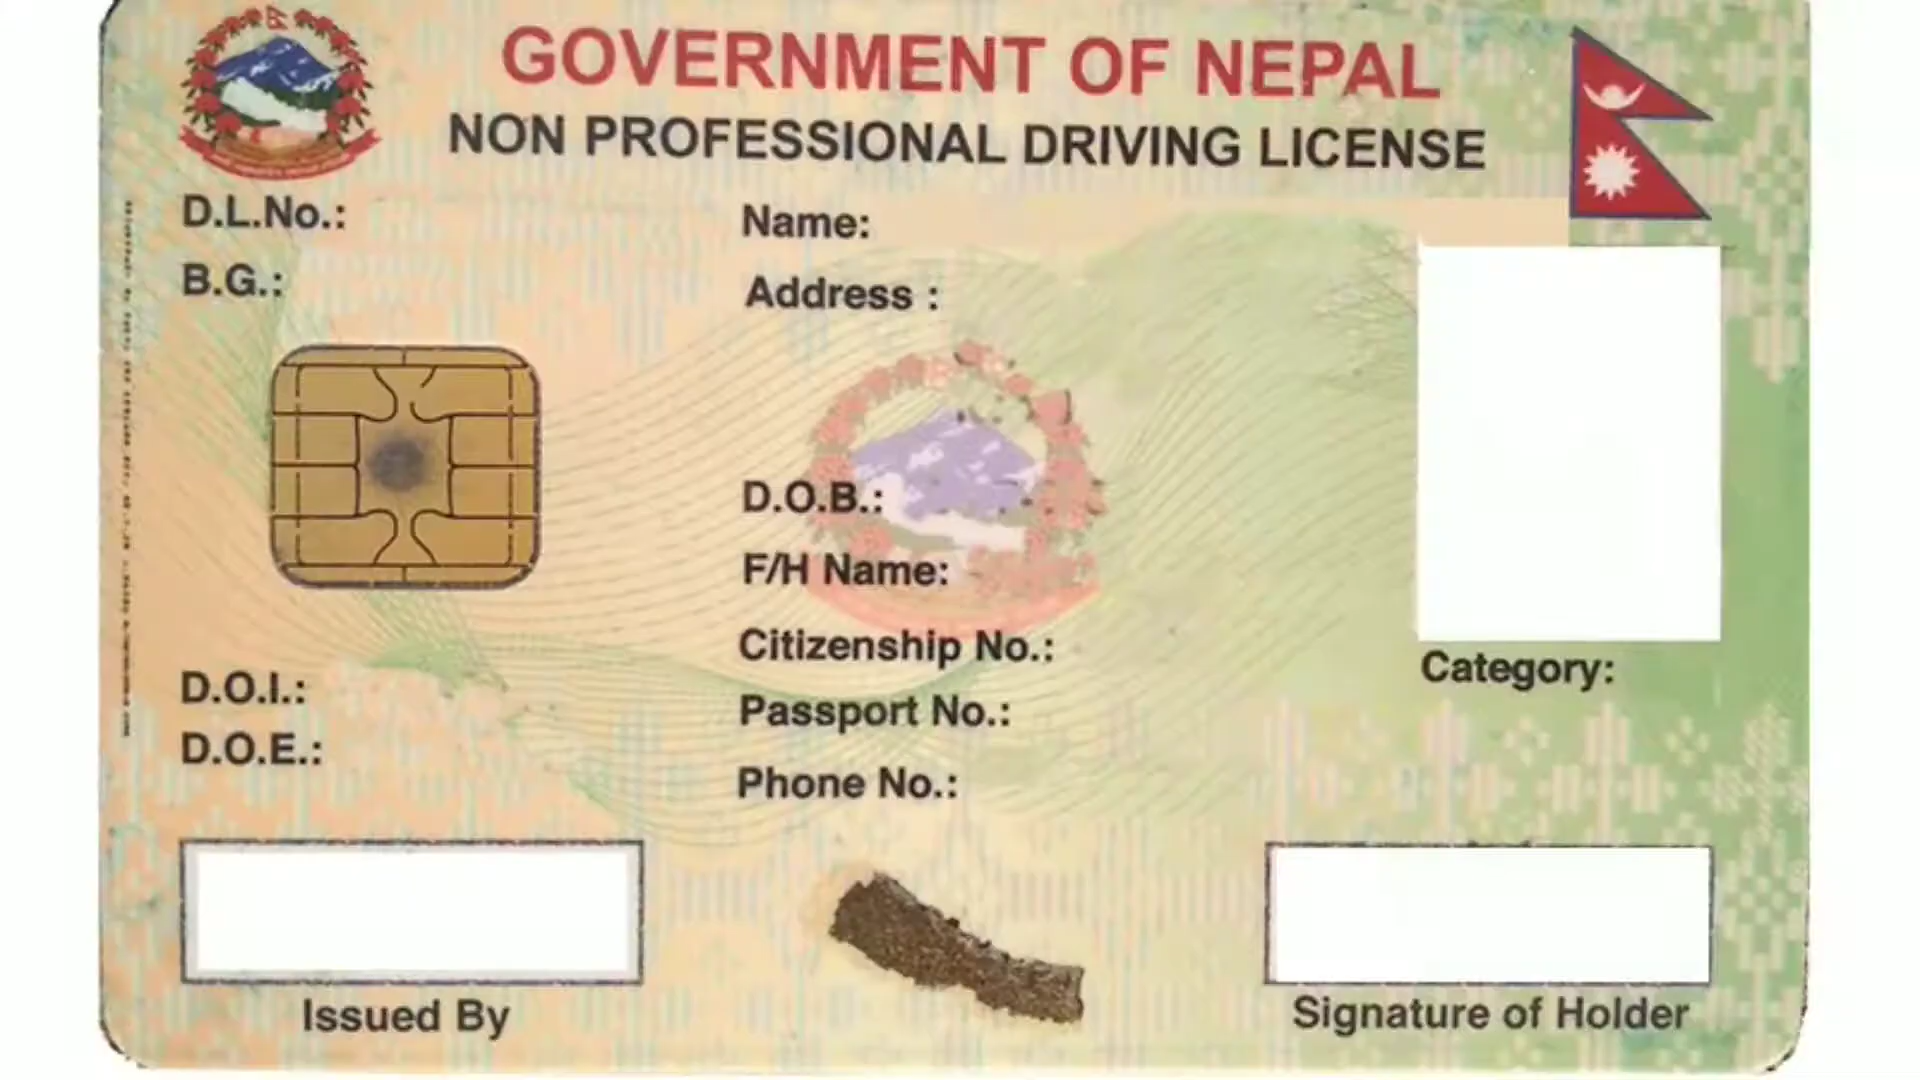 GOVERNMENT OF NEPAL
NON PROFESSIONAL DRIVING LICENSE
D.L.No.:
Name:
B.G.:
Address :
D.O.B.:
F/H Name:
Citizenship No.:
Category:
D.O.I.:
Passport No.:
D.O.E.:
Phone No.:
Issued By
Signature of Holder